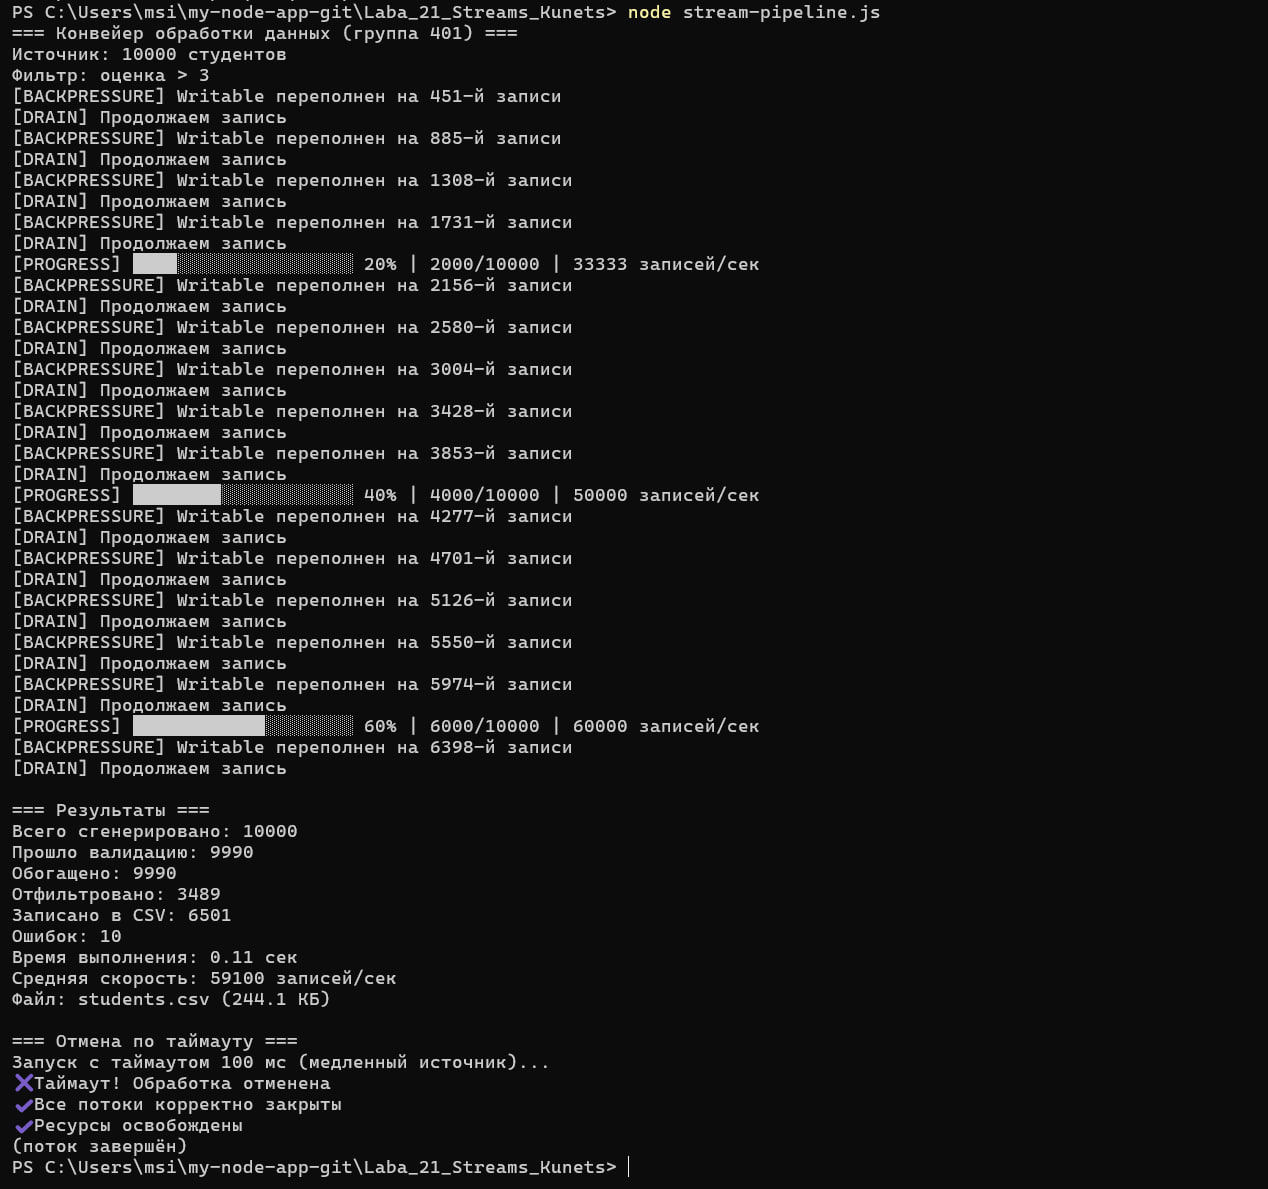 PS C:\Users\msi\my-node-app-git\Laba_21_Streams_Kunets> node stream-pipeline.js
=== Конвейер обработки данных (группа 401) ===
Источник: 10000 студентов
Фильтр: оценка > 3
[BACKPRESSURE] Writable переполнен на 451-й записи
[DRAIN] Продолжаем запись
[BACKPRESSURE] Writable переполнен на 885-й записи
[DRAIN] Продолжаем запись
[BACKPRESSURE] Writable переполнен на 1308-й записи
[DRAIN] Продолжаем запись
[BACKPRESSURE] Writable переполнен на 1731-й записи
[DRAIN] Продолжаем запись
[PROGRESS] ████░░░░░░░░░░░░░░░░ 20% | 2000/10000 | 33333 записей/сек
[BACKPRESSURE] Writable переполнен на 2156-й записи
[DRAIN] Продолжаем запись
[BACKPRESSURE] Writable переполнен на 2580-й записи
[DRAIN] Продолжаем запись
[BACKPRESSURE] Writable переполнен на 3004-й записи
[DRAIN] Продолжаем запись
[BACKPRESSURE] Writable переполнен на 3428-й записи
[DRAIN] Продолжаем запись
[BACKPRESSURE] Writable переполнен на 3853-й записи
[DRAIN] Продолжаем запись
[PROGRESS] ████████░░░░░░░░░░░░ 40% | 4000/10000 | 50000 записей/сек
[BACKPRESSURE] Writable переполнен на 4277-й записи
[DRAIN] Продолжаем запись
[BACKPRESSURE] Writable переполнен на 4701-й записи
[DRAIN] Продолжаем запись
[BACKPRESSURE] Writable переполнен на 5126-й записи
[DRAIN] Продолжаем запись
[BACKPRESSURE] Writable переполнен на 5550-й записи
[DRAIN] Продолжаем запись
[BACKPRESSURE] Writable переполнен на 5974-й записи
[DRAIN] Продолжаем запись
[PROGRESS] ████████████░░░░░░░░ 60% | 6000/10000 | 60000 записей/сек
[BACKPRESSURE] Writable переполнен на 6398-й записи
[DRAIN] Продолжаем запись
=== Результаты ===
Всего сгенерировано: 10000
Прошло валидацию: 9990
Обогащено: 9990
Отфильтровано: 3489
Записано в CSV: 6501
Ошибок: 10
Время выполнения: 0.11 сек
Средняя скорость: 59100 записей/сек
Файл: students.csv (244.1 КБ)
=== Отмена по таймауту ===
Запуск с таймаутом 100 мс (медленный источник)...
❌Таймаут! Обработка отменена
✔Все потоки корректно закрыты
✔Ресурсы освобождены
(поток завершён)
PS C:\Users\msi\my-node-app-git\Laba_21_Streams_Kunets>